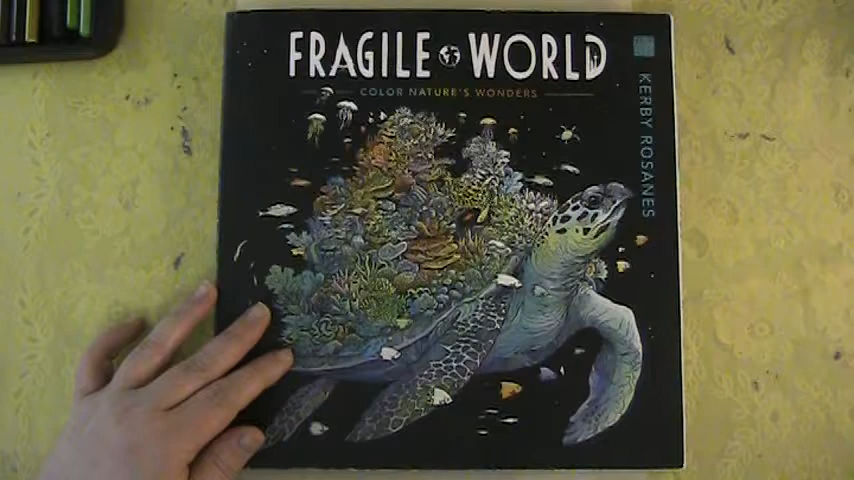 FRAGILE WORLD
COLOR NATURE'S WONDERS
KERBY ROSANES